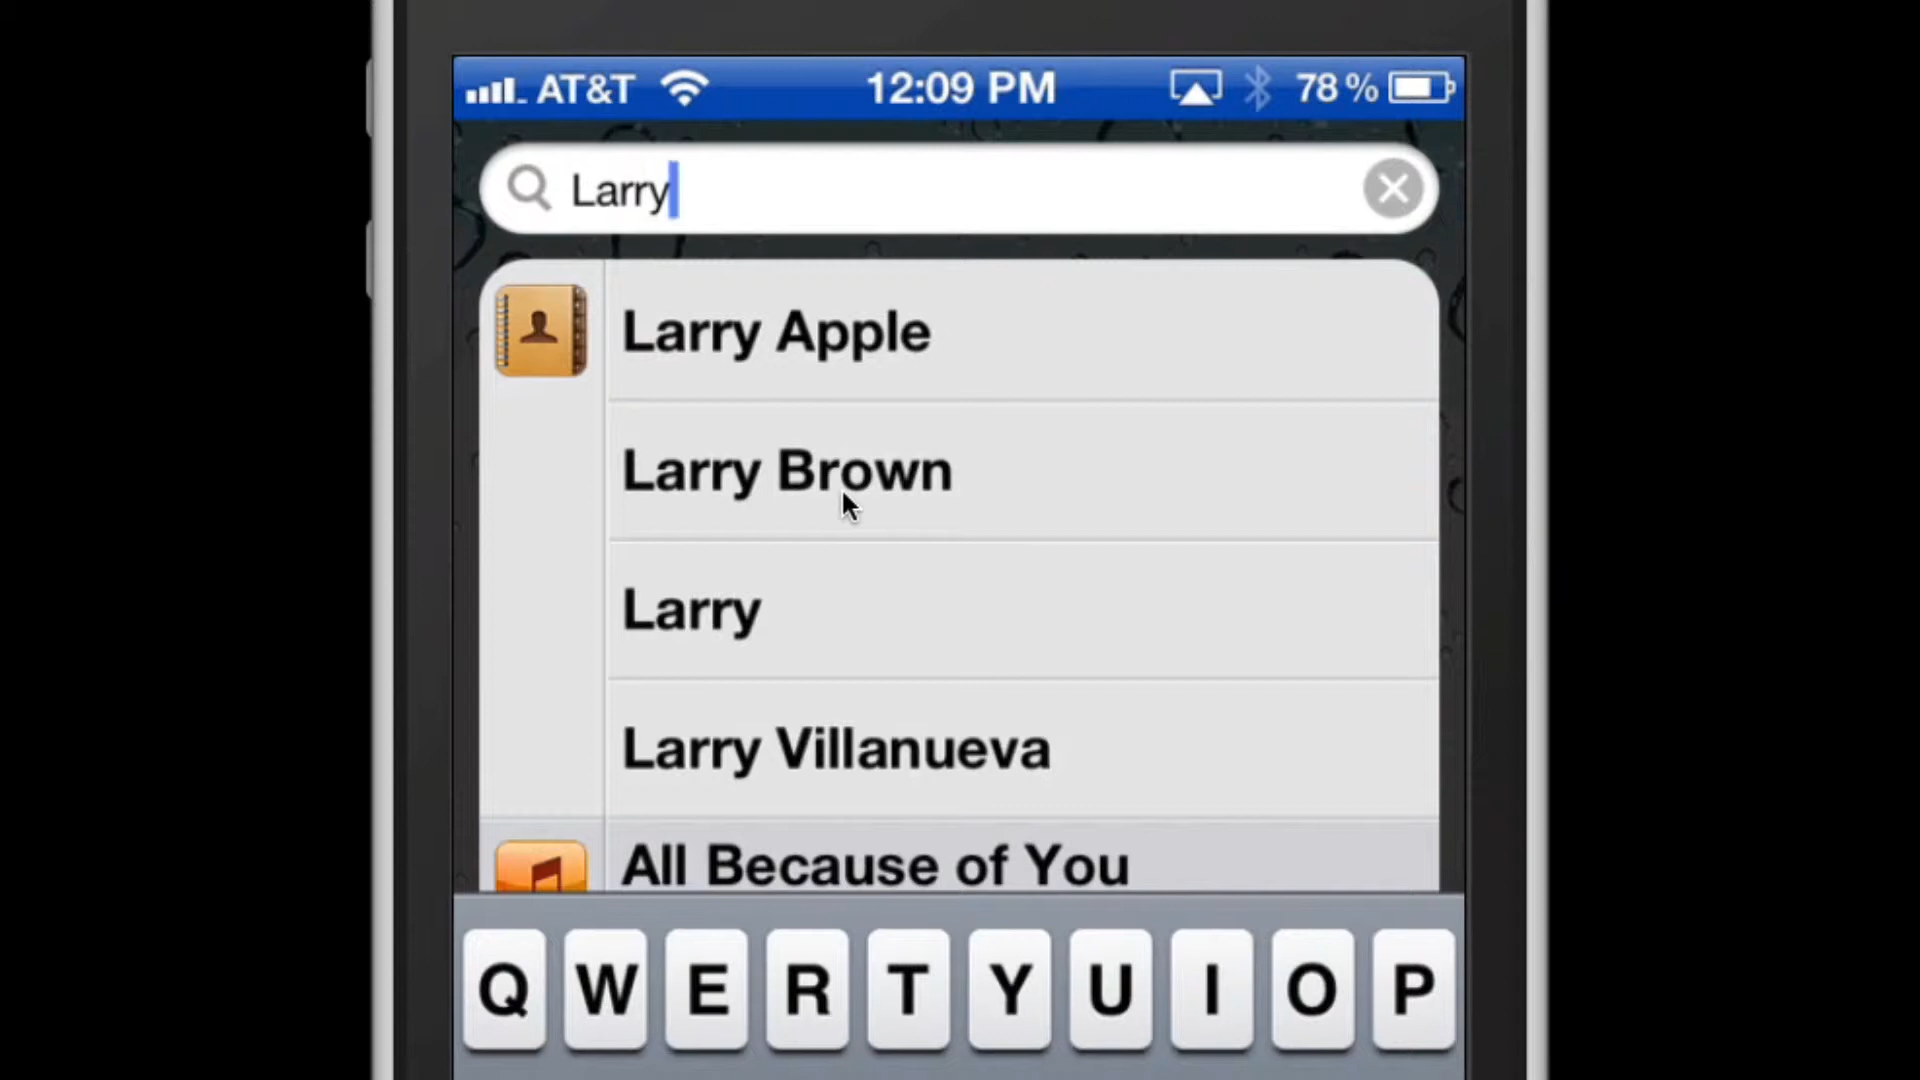 AT&T 12:09 PM 78%
Larry
Larry Apple
Larry Brown
Larry
Larry Villanueva
All Because of You
Q W E R T Y U I O P